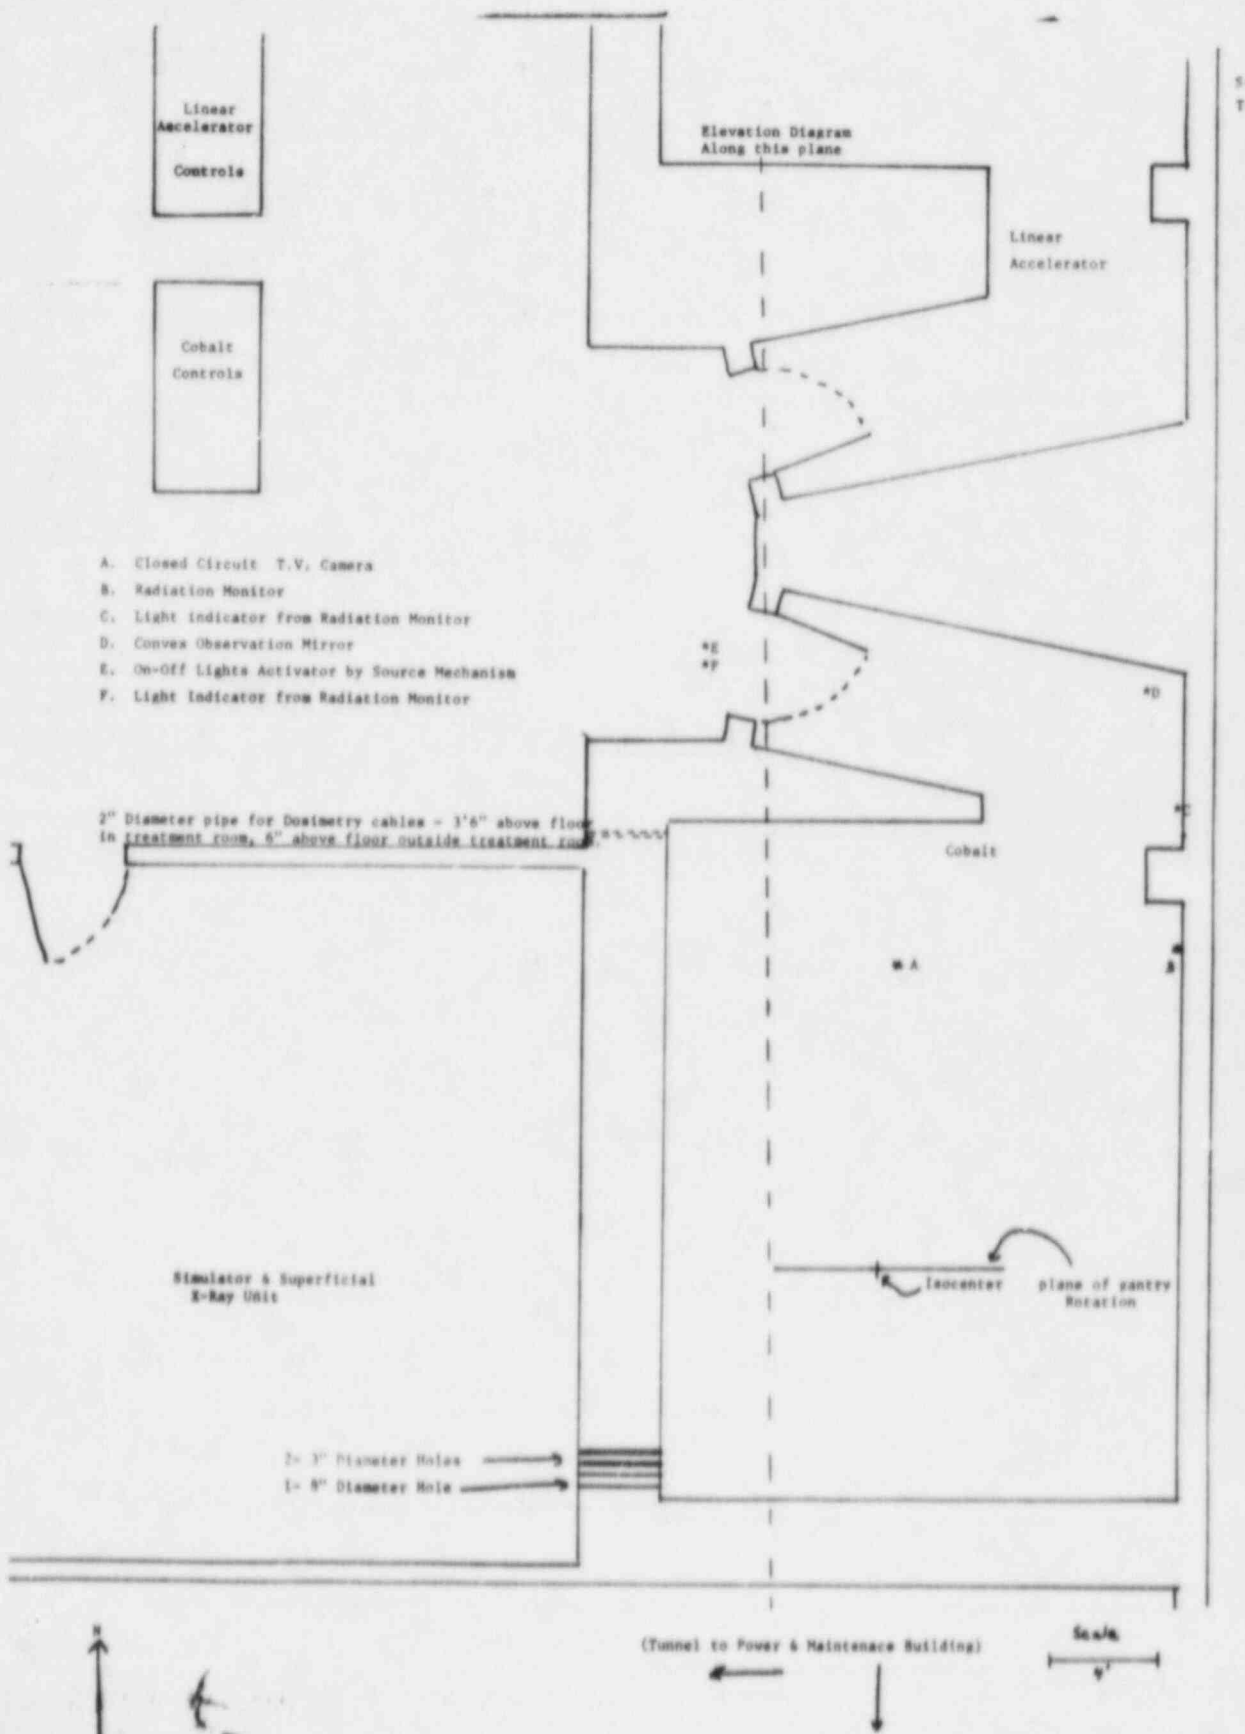 S
T
Linear
Accelerator
Controls
Elevation Diagram
Along this plane
Linear
Accelerator
Cobalt
Controls
A. Closed Circuit T.V. Camera
B. Radiation Monitor
C. Light indicator from Radiation Monitor
D. Convex Observation Mirror
E. On-Off Lights Activator by Source Mechanism
F. Light Indicator from Radiation Monitor
*E
*F
*D
*C
2" Diameter pipe for Dosimetry cables - 3'6" above floor
in treatment room, 6" above floor outside treatment room.
Cobalt
A
B
Simulator & Superficial
X-Ray Unit
Isocenter
plane of gantry
Rotation
2- 3" Diameter Holes
1- 8" Diameter Hole
N
(Tunnel to Power & Maintenace Building)
Scale
4'